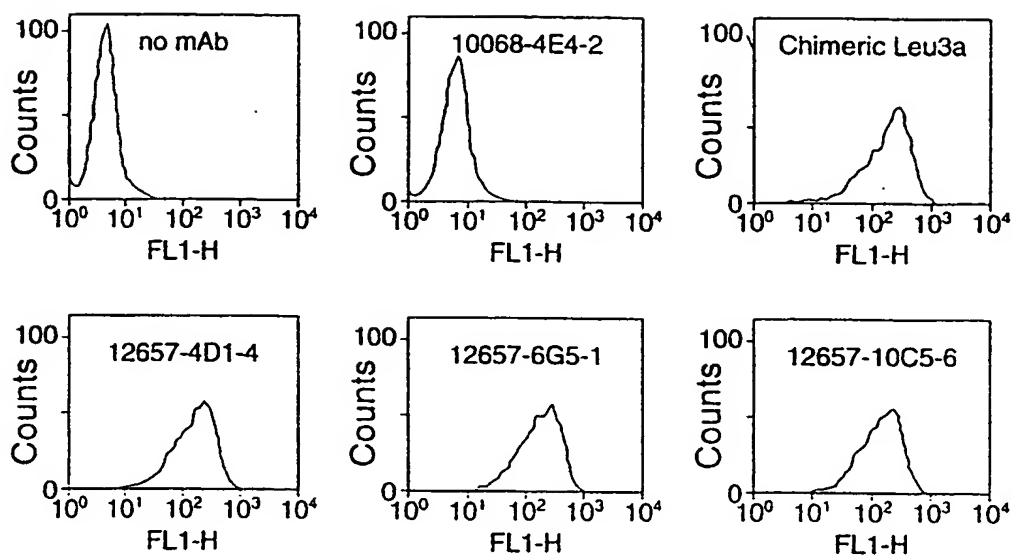 100
Counts
0
no mAb
10⁰ 10¹ 10² 10³ 10⁴
FL1-H
100
Counts
0
10068-4E4-2
10⁰ 10¹ 10² 10³ 10⁴
FL1-H
100
Counts
0
Chimeric Leu3a
10⁰ 10¹ 10² 10³ 10⁴
FL1-H
100
Counts
0
12657-4D1-4
10⁰ 10¹ 10² 10³ 10⁴
FL1-H
100
Counts
0
12657-6G5-1
10⁰ 10¹ 10² 10³ 10⁴
FL1-H
100
Counts
0
12657-10C5-6
10⁰ 10¹ 10² 10³ 10⁴
FL1-H